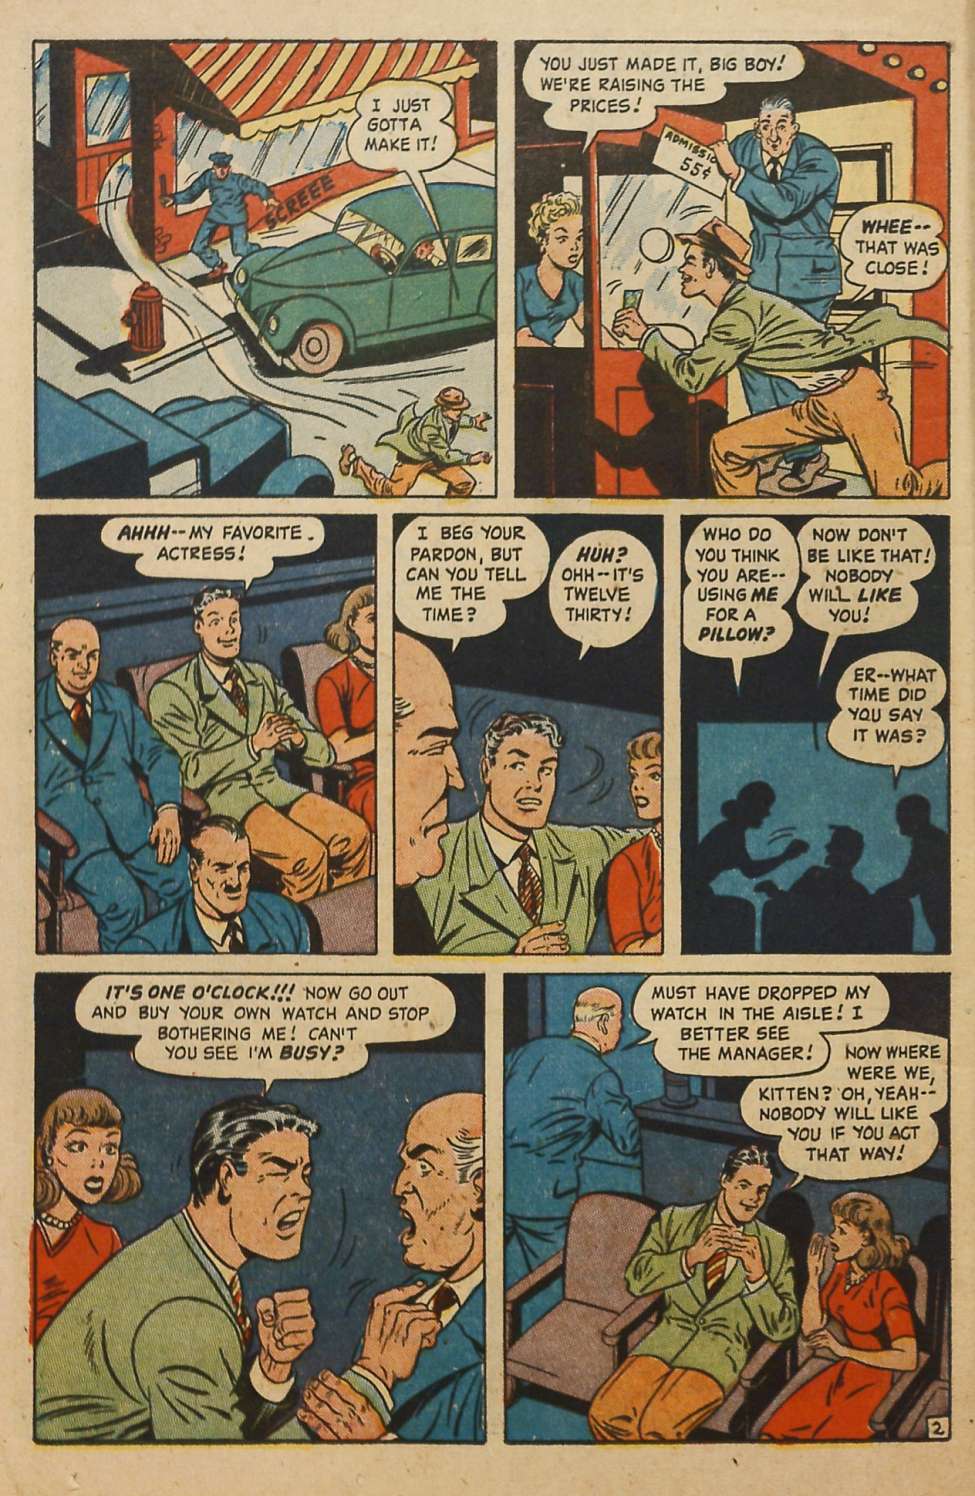 I JUST
GOTTA
MAKE IT!
SCREEE
YOU JUST MADE IT, BIG BOY!
WE'RE RAISING THE
PRICES!
ADMISSIO
55¢
WHEE--
THAT WAS
CLOSE!
AHHH--MY FAVORITE
ACTRESS!
I BEG YOUR
PARDON, BUT
CAN YOU TELL
ME THE
TIME?
HUH?
OHH--IT'S
TWELVE
THIRTY!
WHO DO
YOU THINK
YOU ARE--
USING ME
FOR A
PILLOW?
NOW DON'T
BE LIKE THAT!
NOBODY
WILL LIKE
YOU!
ER--WHAT
TIME DID
YOU SAY
IT WAS?
IT'S ONE O'CLOCK!!! NOW GO OUT
AND BUY YOUR OWN WATCH AND STOP
BOTHERING ME! CAN'T
YOU SEE I'M BUSY?
MUST HAVE DROPPED MY
WATCH IN THE AISLE! I
BETTER SEE
THE MANAGER!
NOW WHERE
WERE WE,
KITTEN? OH, YEAH--
NOBODY WILL LIKE
YOU IF YOU ACT
THAT WAY!
2